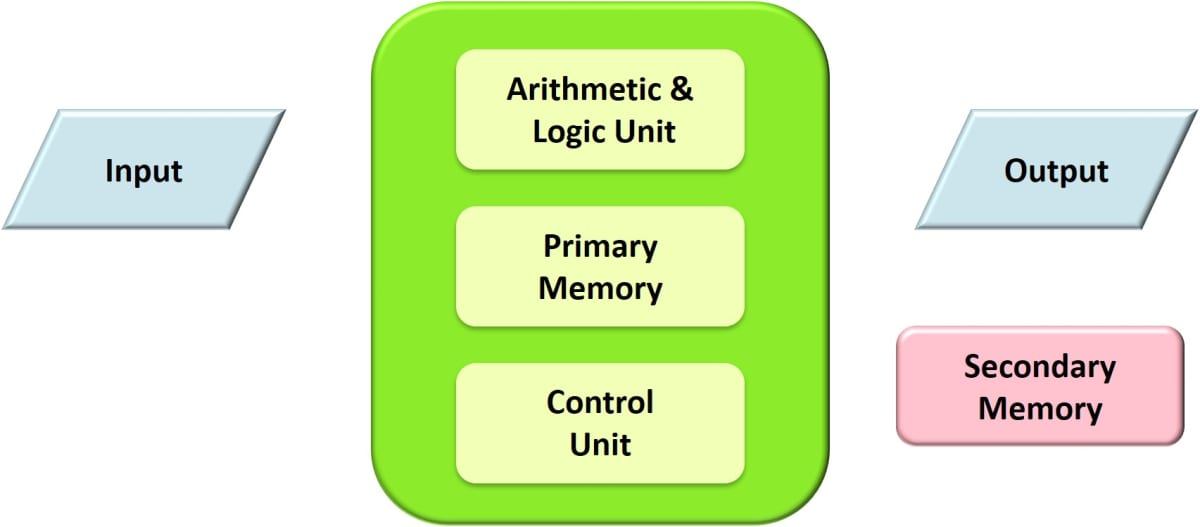 Input
Arithmetic &
Logic Unit
Primary
Memory
Control
Unit
Output
Secondary
Memory